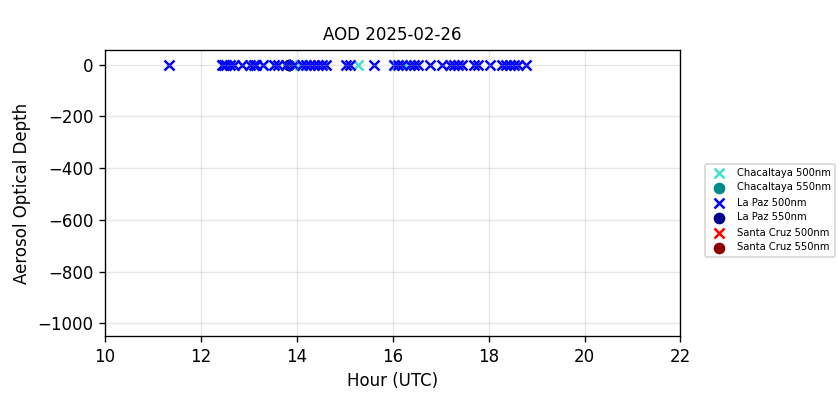 AOD 2025-02-26
Aerosol Optical Depth
0
−200
−400
−600
−800
−1000
10 12 14 16 18 20 22
Hour (UTC)
Chacaltaya 500nm
Chacaltaya 550nm
La Paz 500nm
La Paz 550nm
Santa Cruz 500nm
Santa Cruz 550nm